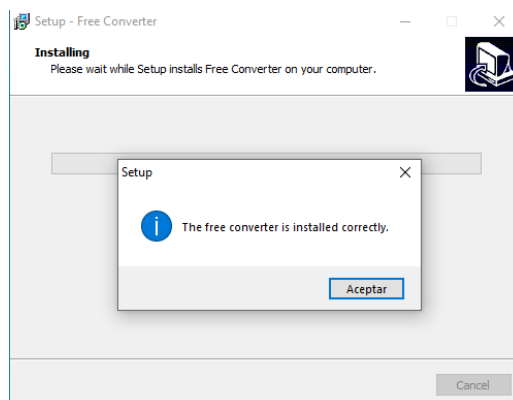 Setup - Free Converter
Installing
Please wait while Setup installs Free Converter on your computer.
Setup
The free converter is installed correctly.
Aceptar
Cancel